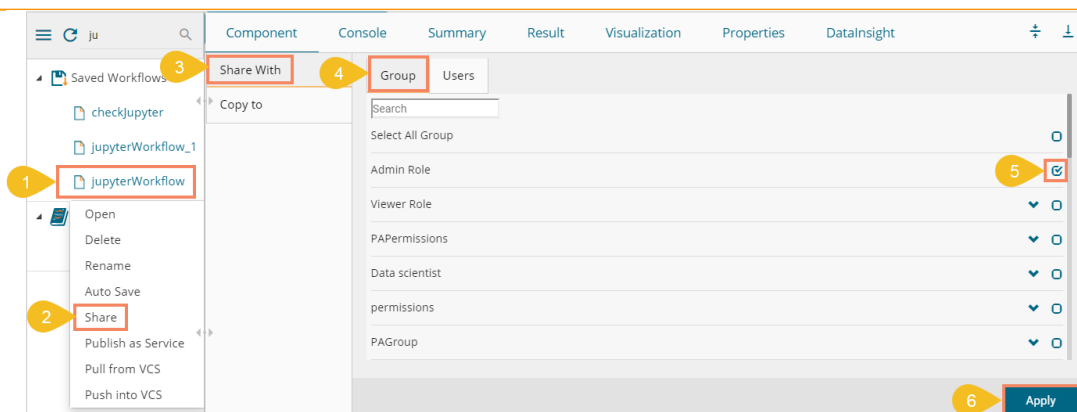 ju
Component Console Summary Result Visualization Properties DataInsight
3 Share With
4 Group Users
Saved Workflows
Copy to
Search
checkJupyter
Select All Group
jupyterWorkflow_1
Admin Role 5
1 jupyterWorkflow
Viewer Role
Open
Delete
PAPermissions
Rename
Data scientist
Auto Save
2 Share
permissions
Publish as Service
PAGroup
Pull from VCS
Push into VCS
6 Apply